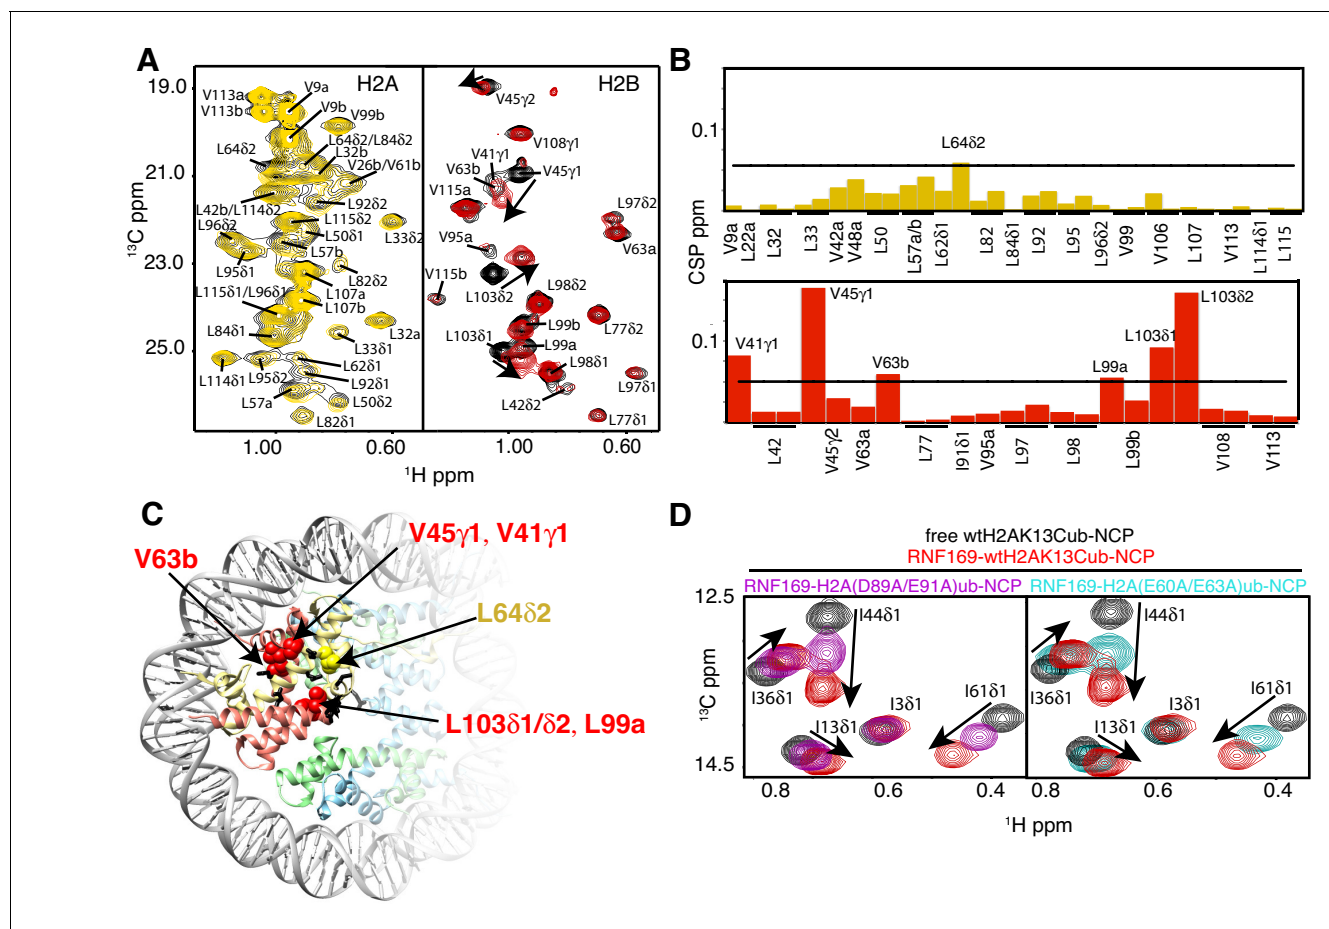 A
H2A
H2B
19.0
21.0
23.0
25.0
13C ppm
V113a
V113b
V9a
V9b
V99b
L64δ2
L64δ2/L84δ2
L32b
V26b/V61b
L92δ2
L42b/L114δ2
L115δ2
L96δ2
L50δ1
L33δ2
L57b
L95δ1
L82δ2
L107a
L115δ1/L96δ1
L107b
L84δ1
L32a
L33δ1
L62δ1
L114δ1
L95δ2
L92δ1
L57a
L50δ2
L82δ1
V45γ2
V108γ1
V41γ1
V63b
V45γ1
V115a
L97δ2
V95a
V63a
V115b
L103δ2
L98δ2
L77δ2
L103δ1
L99b
L99a
L98δ1
L97δ1
L42δ2
L77δ1
1.00
0.60
1.00
0.60
1H ppm
B
0.1
L64δ2
CSP ppm
V9a
L22a
L32
L33
V42a
V48a
L50
L57a/b
L62δ1
L82
L84δ1
L92
L95
L96δ2
V99
V106
L107
V113
L114δ1
L115
0.1
V41γ1
V45γ1
V63b
L99a
L103δ1
L103δ2
L42
V45γ2
V63a
L77
I91δ1
V95a
L97
L98
L99b
V108
V113
C
V45γ1, V41γ1
V63b
L64δ2
L103δ1/δ2, L99a
D
free wtH2AK13Cub-NCP
RNF169-wtH2AK13Cub-NCP
RNF169-H2A(D89A/E91A)ub-NCP
RNF169-H2A(E60A/E63A)ub-NCP
12.5
14.5
13C ppm
I44δ1
I36δ1
I3δ1
I61δ1
I13δ1
I44δ1
I36δ1
I3δ1
I61δ1
I13δ1
0.8
0.6
0.4
0.8
0.6
0.4
1H ppm